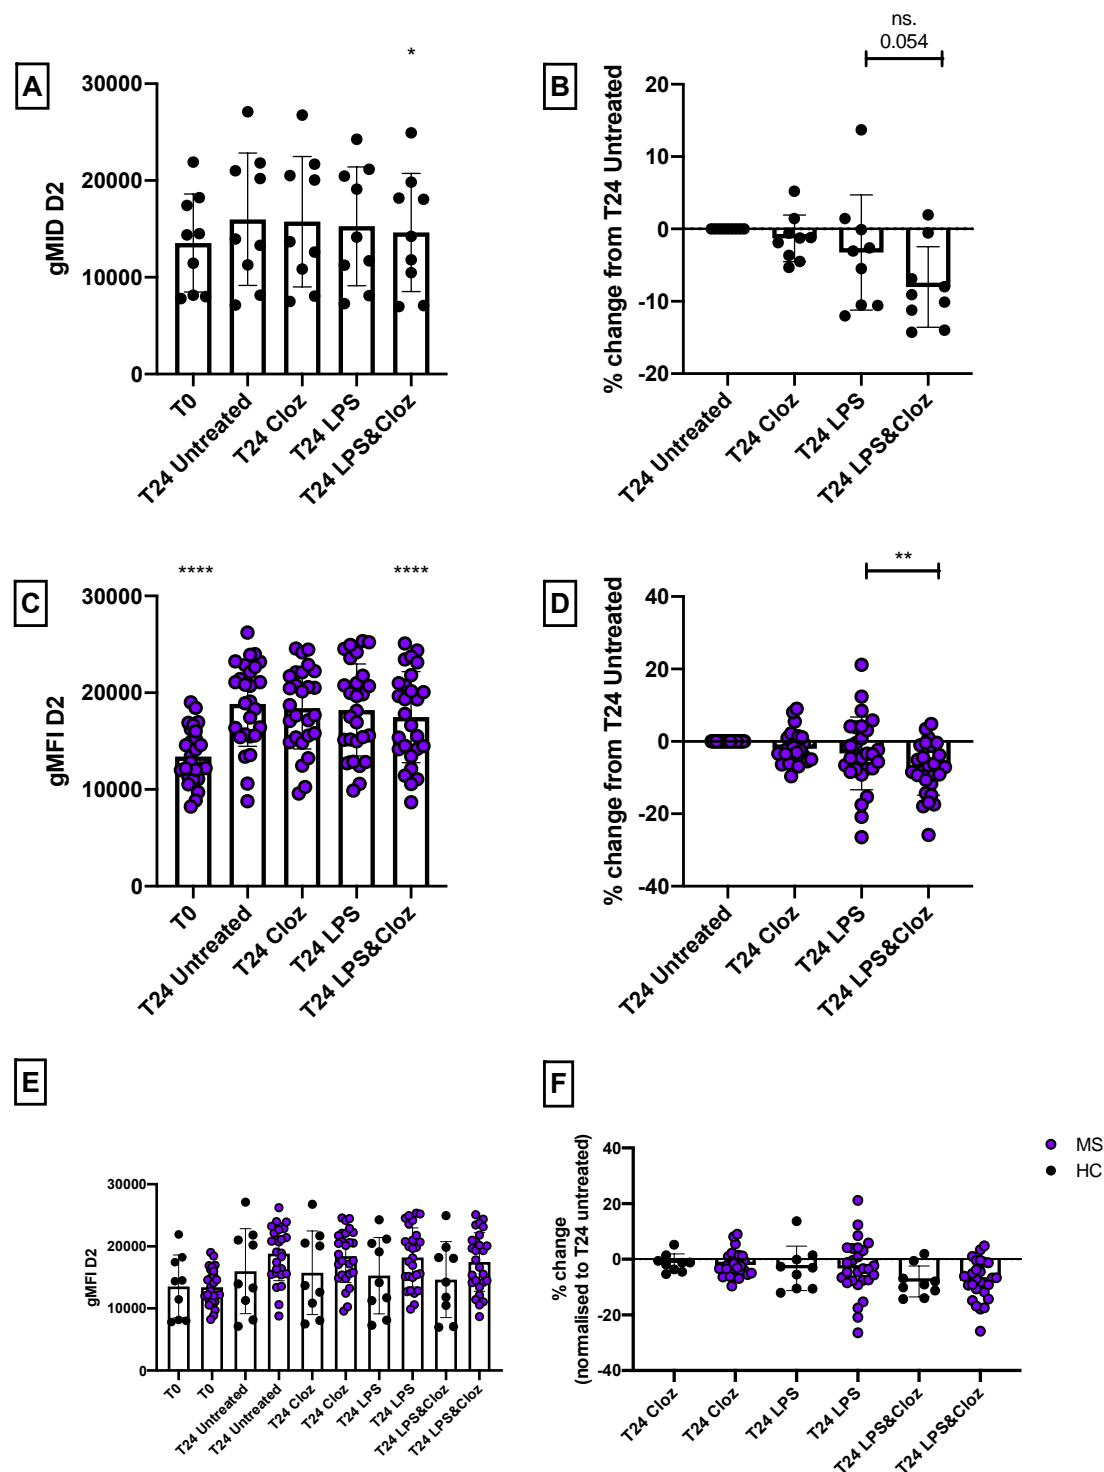 A
*
gMID D2
30000
20000
10000
0
T0
T24 Untreated
T24 Cloz
T24 LPS
T24 LPS&Cloz
B
ns.
0.054
% change from T24 Untreated
20
10
0
-10
-20
T24 Untreated
T24 Cloz
T24 LPS
T24 LPS&Cloz
C
****
****
gMFI D2
30000
20000
10000
0
T0
T24 Untreated
T24 Cloz
T24 LPS
T24 LPS&Cloz
D
**
% change from T24 Untreated
40
20
0
-20
-40
T24 Untreated
T24 Cloz
T24 LPS
T24 LPS&Cloz
E
gMFI D2
30000
20000
10000
0
T0
T0
T24 Untreated
T24 Untreated
T24 Cloz
T24 Cloz
T24 LPS
T24 LPS
T24 LPS&Cloz
T24 LPS&Cloz
F
% change
(normalised to T24 untreated)
40
20
0
-20
-40
T24 Cloz
T24 Cloz
T24 LPS
T24 LPS
T24 LPS&Cloz
T24 LPS&Cloz
MS
HC